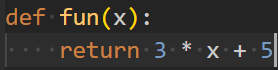 def fun(x):
    return 3 * x + 5